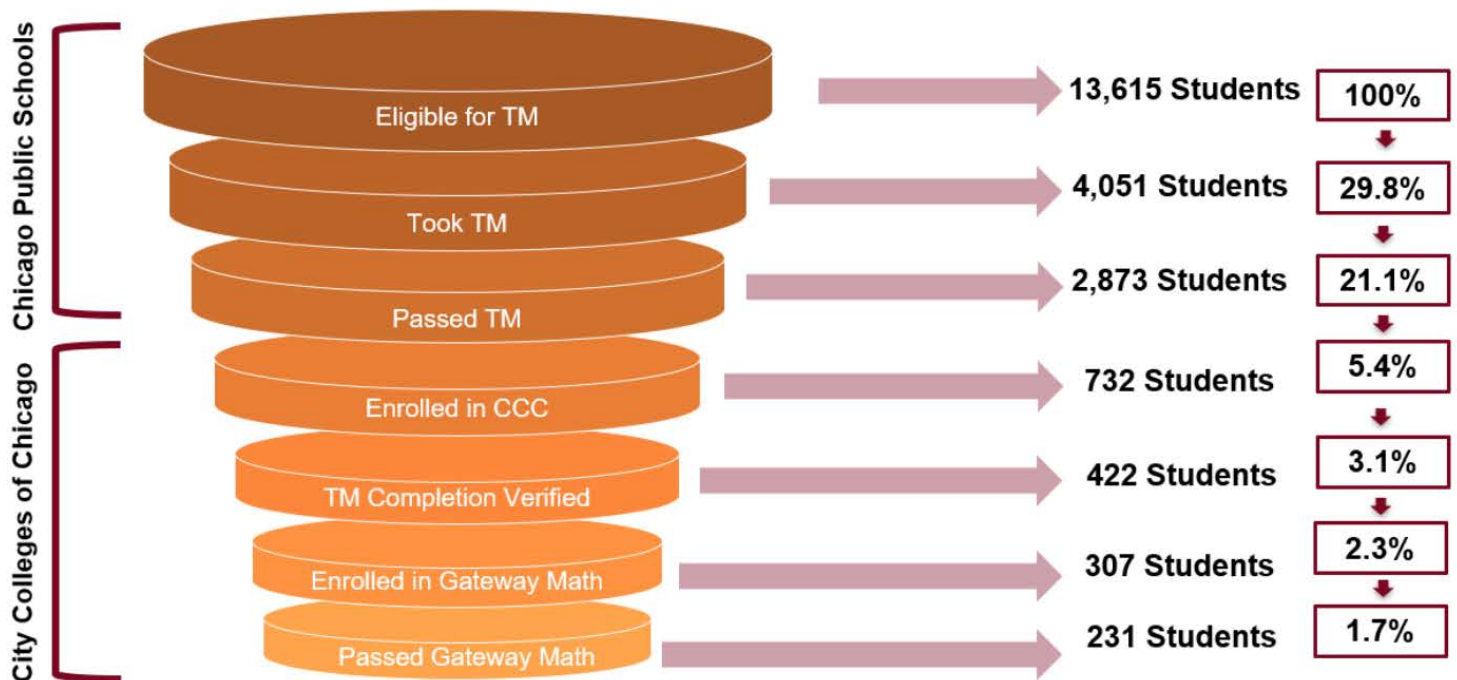 Chicago Public Schools
Eligible for TM
13,615 Students
100%
Took TM
4,051 Students
29.8%
Passed TM
2,873 Students
21.1%
City Colleges of Chicago
Enrolled in CCC
732 Students
5.4%
TM Completion Verified
422 Students
3.1%
Enrolled in Gateway Math
307 Students
2.3%
Passed Gateway Math
231 Students
1.7%